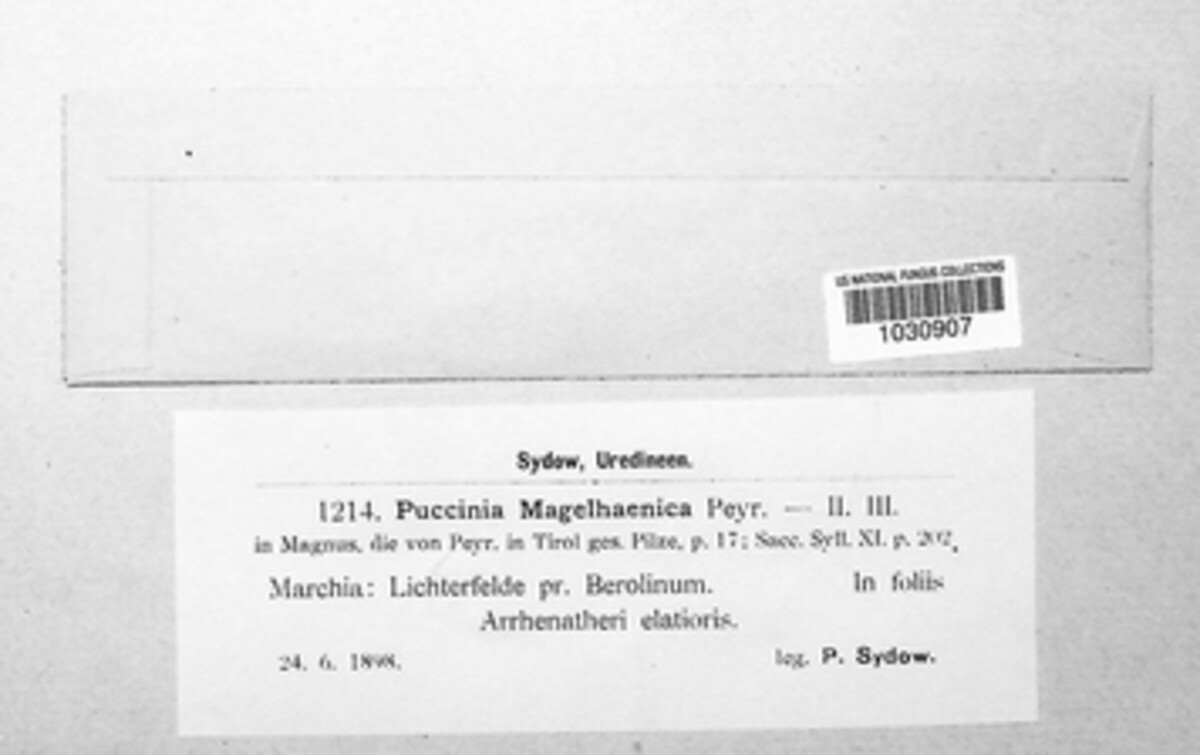 US NATIONAL FUNGUS COLLECTIONS
1030907
Sydow, Uredineen.
1214. Puccinia Magelhaenica Peyr. — II. III.
in Magnus, die von Peyr. in Tirol ges. Pilze, p. 17; Sacc. Syll. XI. p. 202.
Marchia: Lichterfelde pr. Berolinum. In foliis
Arrhenatheri elatioris.
24. 6. 1898. leg. P. Sydow.